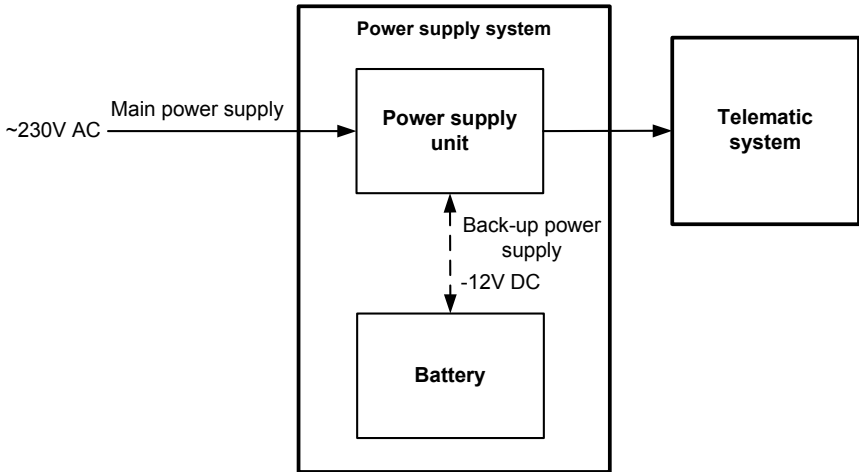 Power supply system
Main power supply
~230V AC
Power supply
unit
Telematic
system
Back-up power
supply
-12V DC
Battery